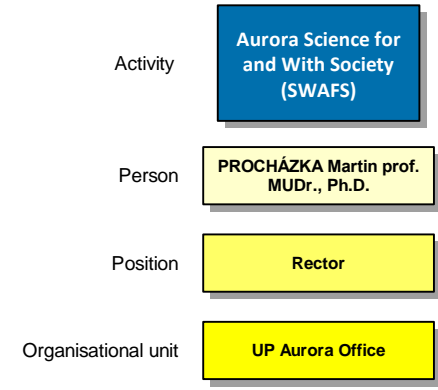 Activity
Aurora Science for
and With Society
(SWAFS)
Person
PROCHÁZKA Martin prof.
MUDr., Ph.D.
Position
Rector
Organisational unit
UP Aurora Office